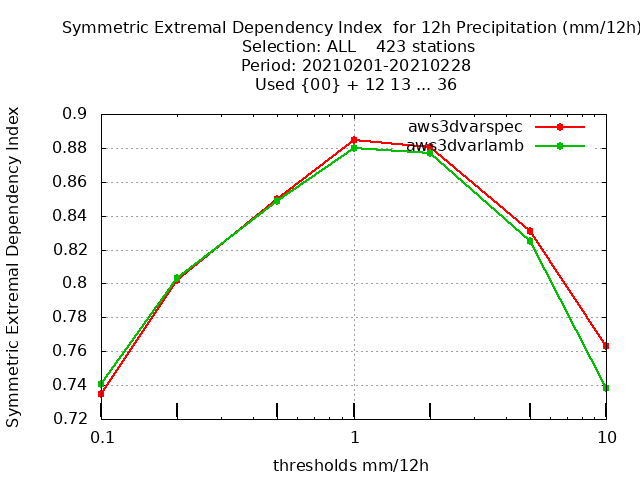 Symmetric Extremal Dependency Index  for 12h Precipitation (mm/12h)
Selection: ALL    423 stations
Period: 20210201-20210228
Used {00} + 12 13 ... 36
Symmetric Extremal Dependency Index
0.9
0.88
0.86
0.84
0.82
0.8
0.78
0.76
0.74
0.72
aws3dvarspec
aws3dvarlamb
0.1 1 10
thresholds mm/12h